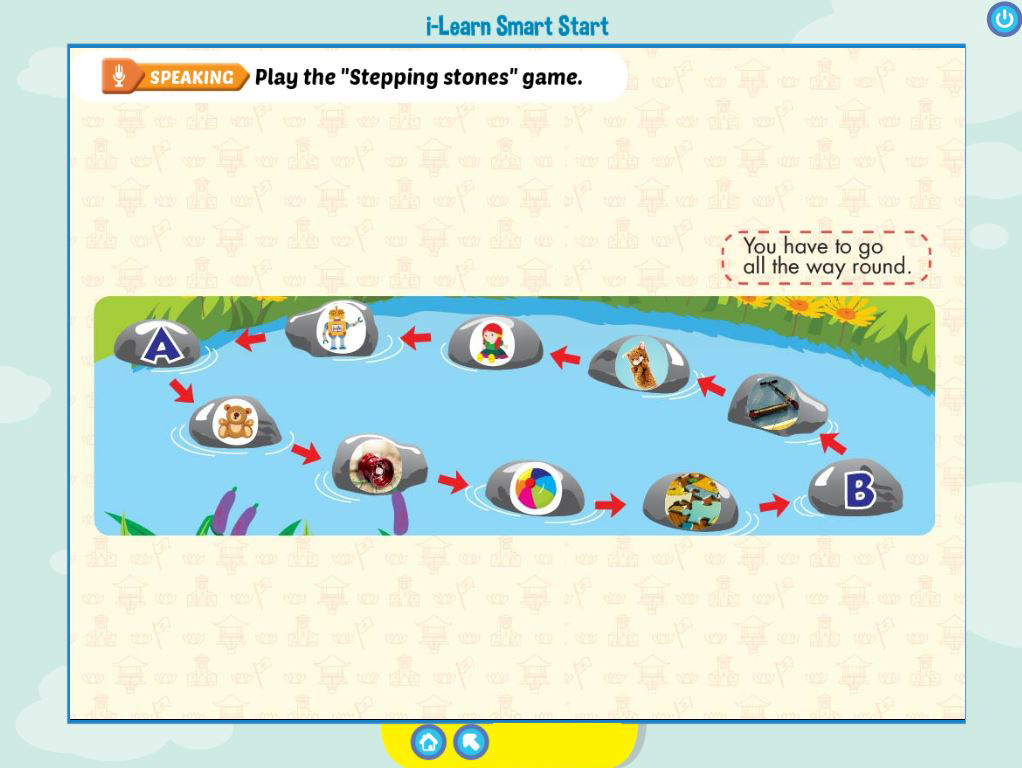 i-Learn Smart Start
SPEAKING Play the "Stepping stones" game.
You have to go
all the way round.
A
B